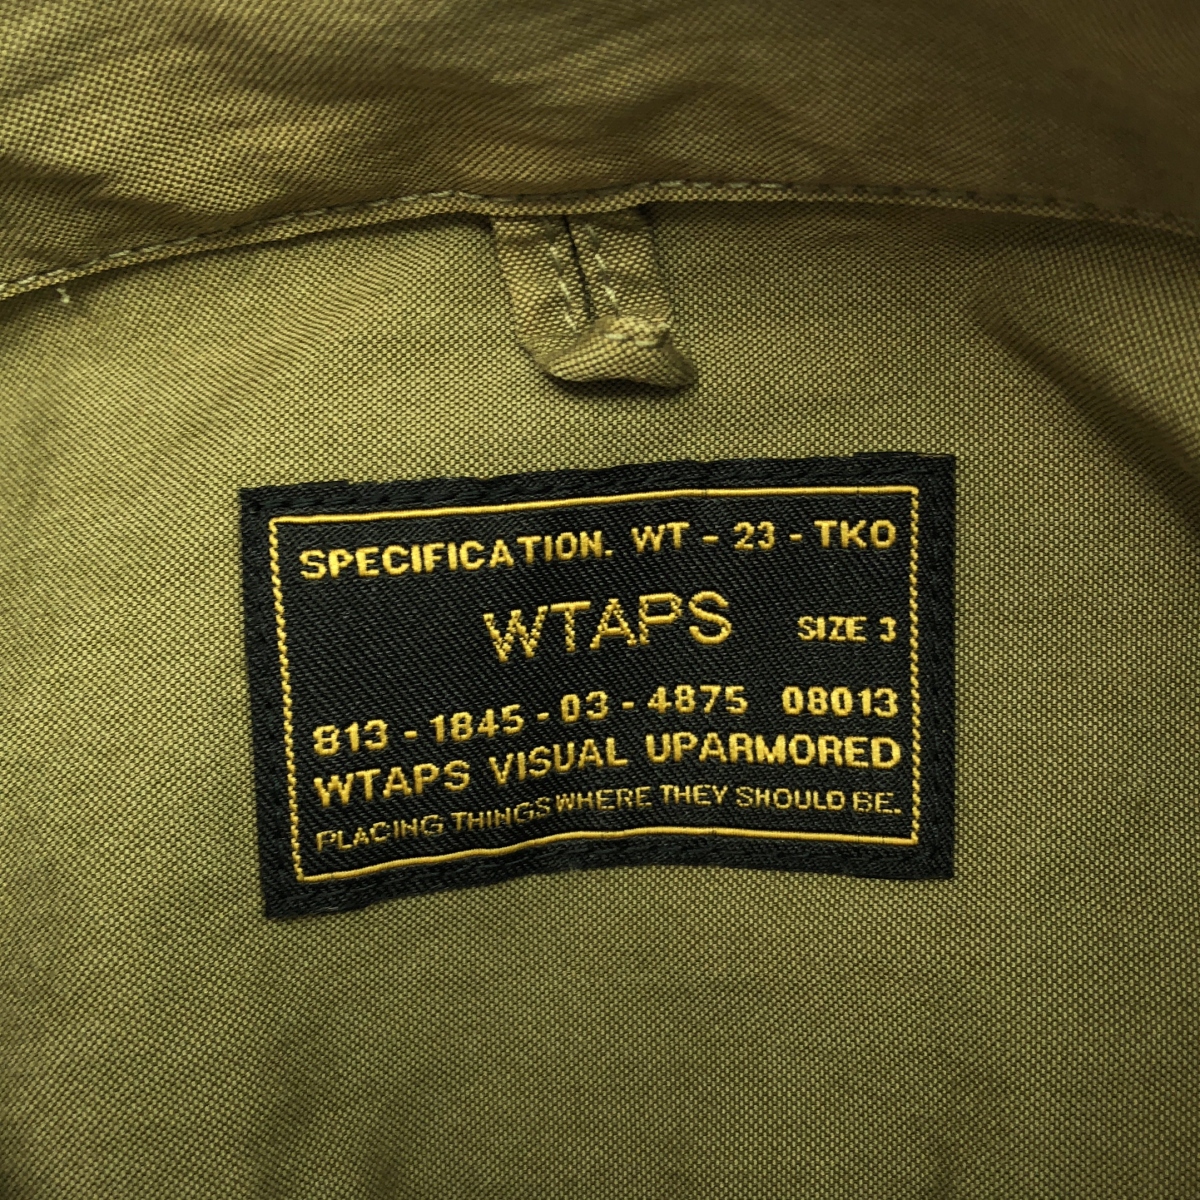 SPECIFICATION. WT - 23 - TKO
WTAPS SIZE 3
813 - 1845 - 03 - 4875 08013
WTAPS VISUAL UPARMORED
PLACING THINGS WHERE THEY SHOULD BE.